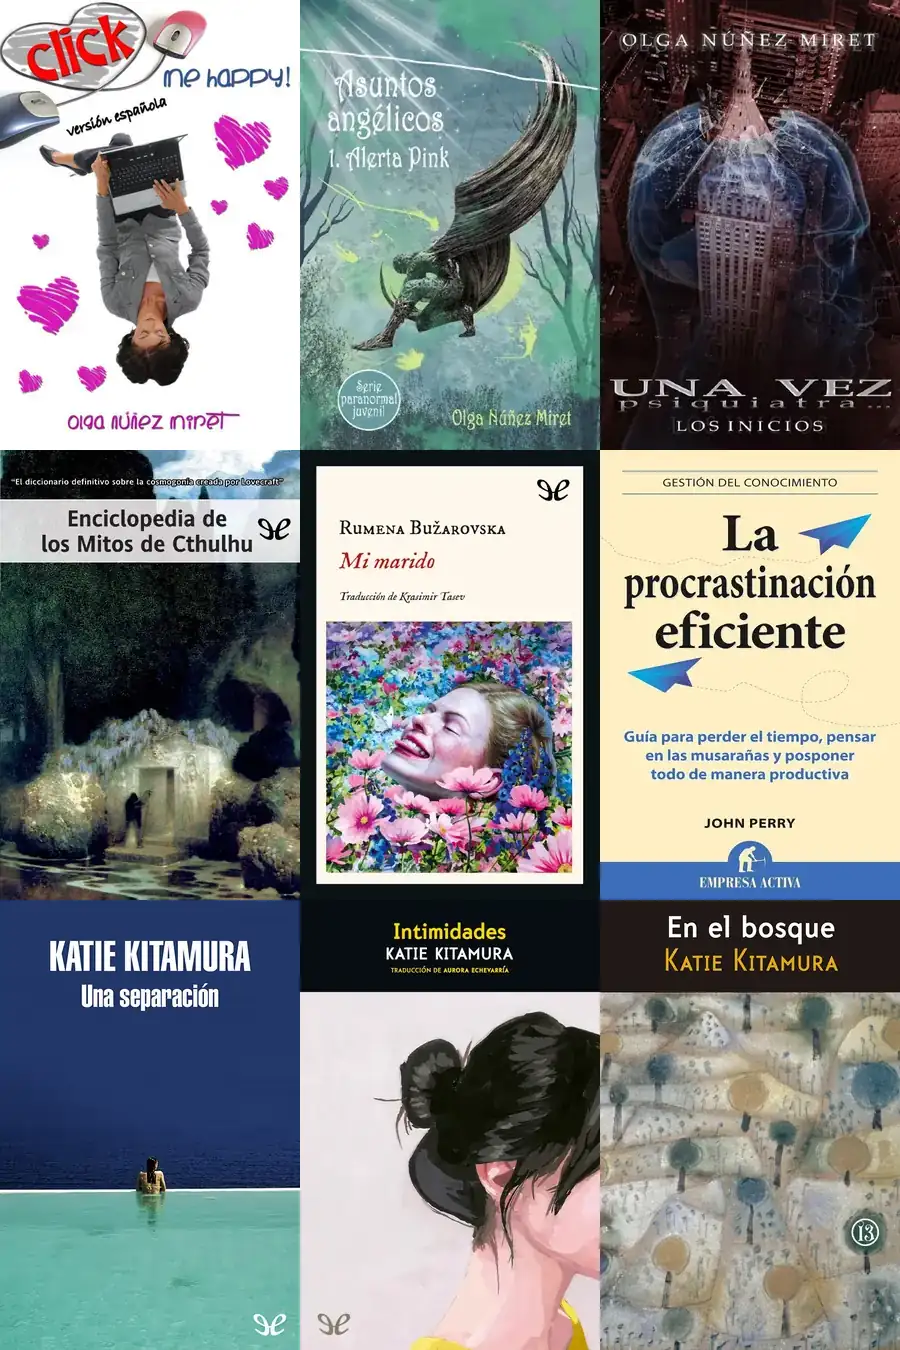 click
me happy!
versión española
OLGA NÚÑEZ MIRET
Asuntos
angélicos
1. Alerta Pink
Serie
paranormal
juvenil
Olga Núñez Miret
OLGA NÚÑEZ MIRET
UNA VEZ
psiquiatra...
LOS INICIOS
"El diccionario definitivo sobre la cosmogonía creada por Lovecraft"
Enciclopedia de
los Mitos de Cthulhu
RUMENA BUŽAROVSKA
Mi marido
Traducción de Krasimir Tasev
GESTIÓN DEL CONOCIMIENTO
La
procrastinación
eficiente
Guía para perder el tiempo, pensar
en las musarañas y posponer
todo de manera productiva
JOHN PERRY
EMPRESA ACTIVA
KATIE KITAMURA
Una separación
Intimidades
KATIE KITAMURA
TRADUCCIÓN DE AURORA ECHEVARRÍA
En el bosque
KATIE KITAMURA
13